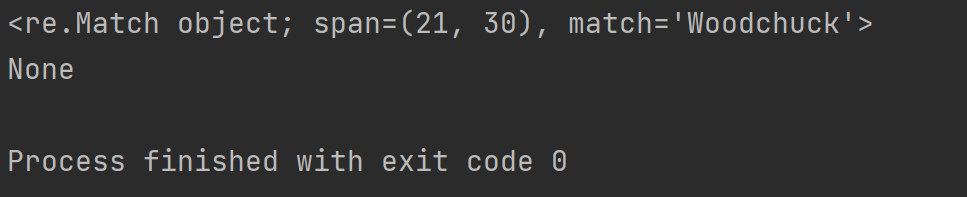 <re.Match object; span=(21, 30), match='Woodchuck'>
None
Process finished with exit code 0